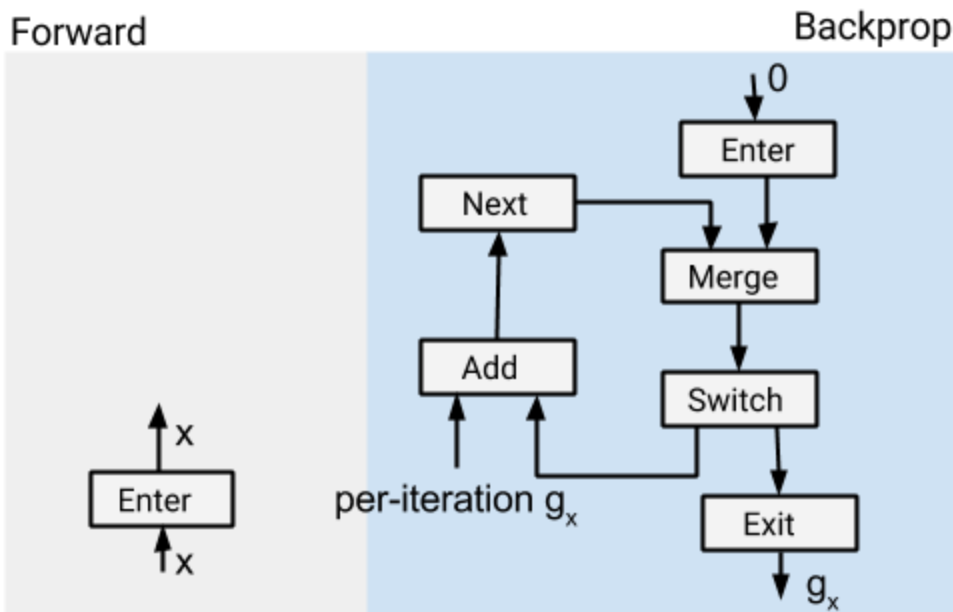 Forward
Backprop
0
Enter
Next
Merge
Add
Switch
x
Enter
per-iteration gₓ
Exit
x
gₓ